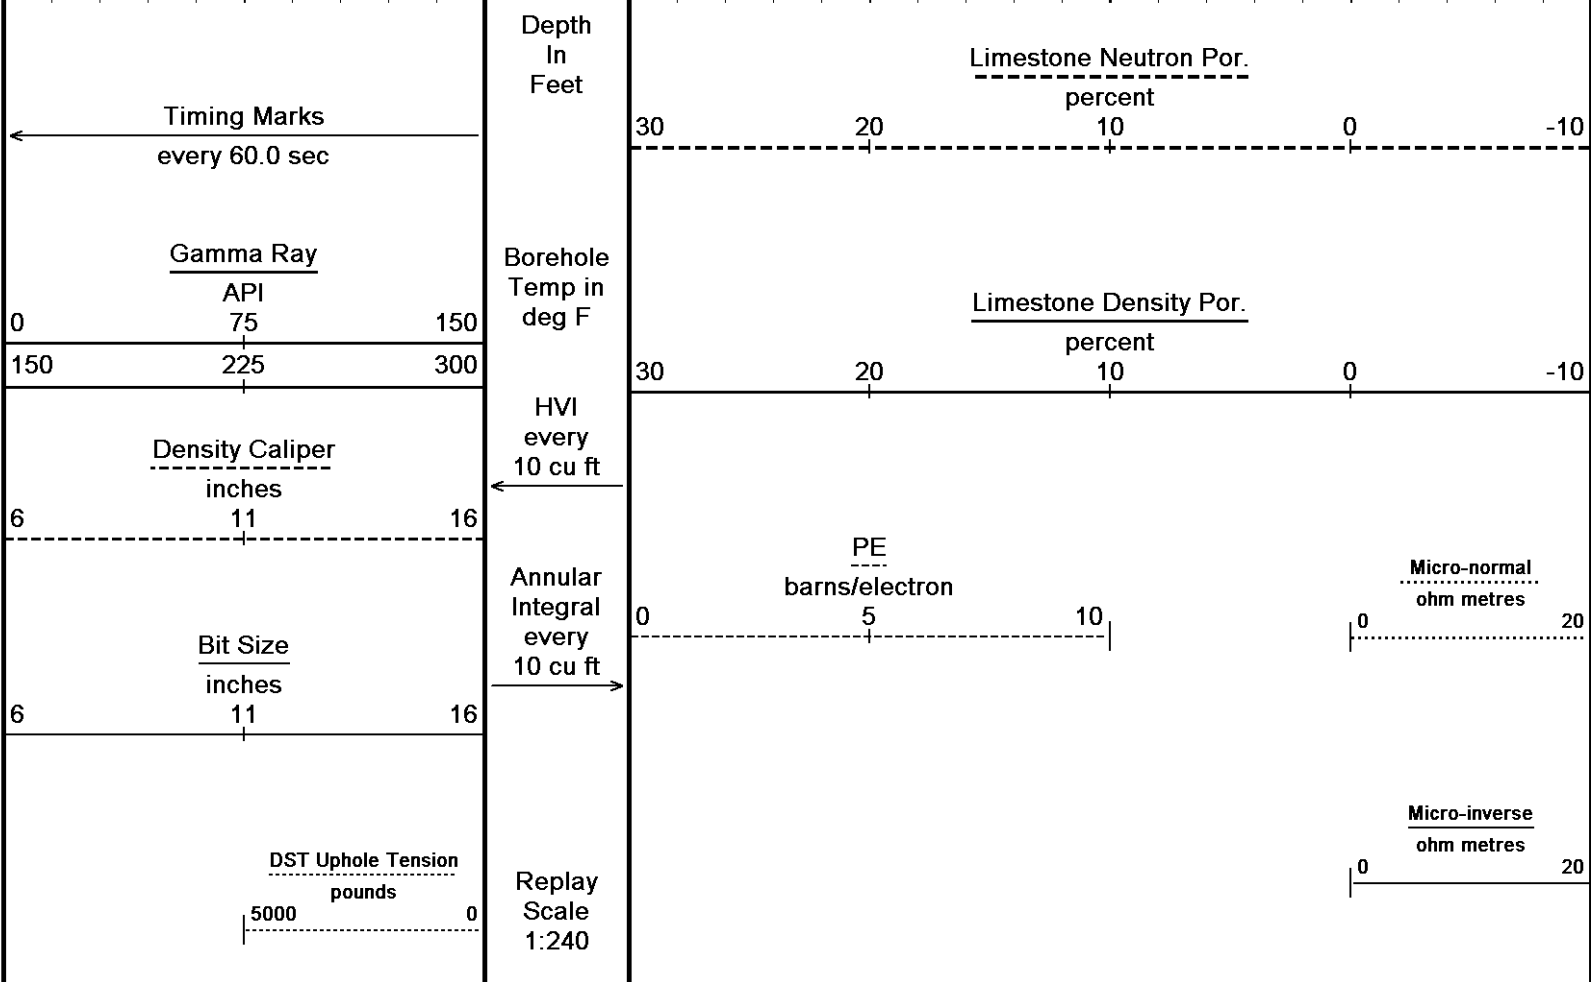 Timing Marks
every 60.0 sec
Gamma Ray
API
0 75 150
150 225 300
Density Caliper
inches
6 11 16
Bit Size
inches
6 11 16
DST Uphole Tension
pounds
5000 0
Depth
In
Feet
Borehole
Temp in
deg F
HVI
every
10 cu ft
Annular
Integral
every
10 cu ft
Replay
Scale
1:240
Limestone Neutron Por.
percent
30 20 10 0 -10
Limestone Density Por.
percent
30 20 10 0 -10
PE
barns/electron
0 5 10
Micro-normal
ohm metres
0 20
Micro-inverse
ohm metres
0 20